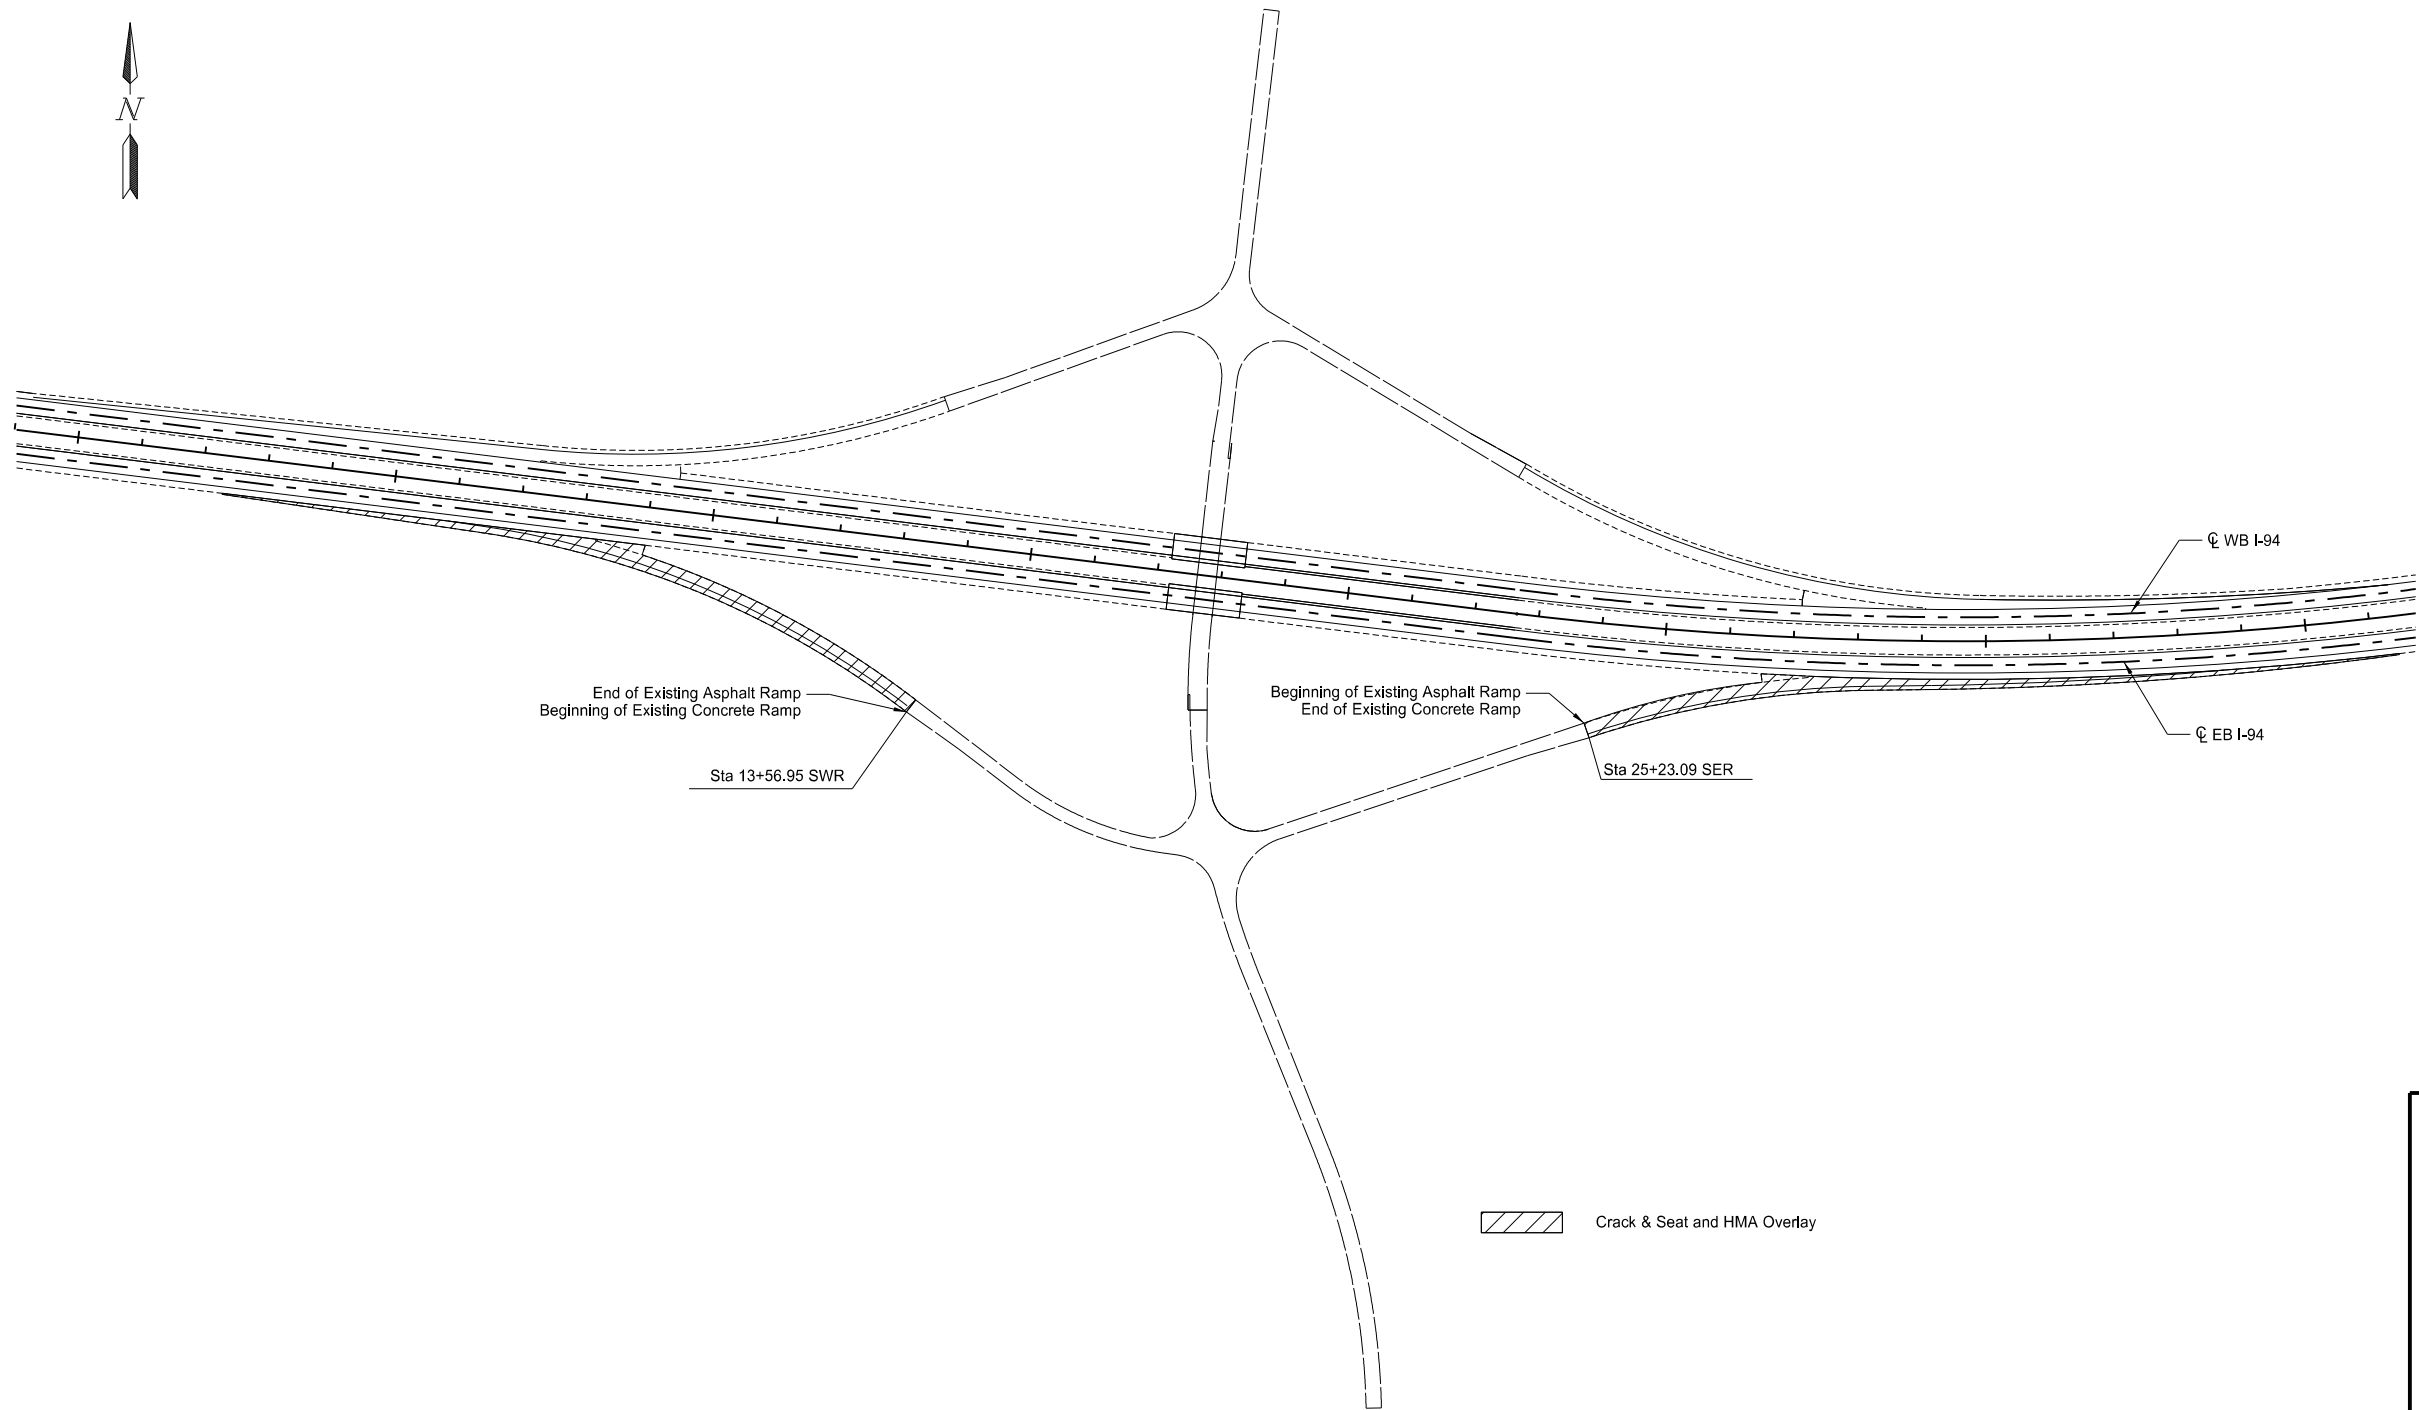 N
℄ WB I-94
End of Existing Asphalt Ramp
Beginning of Existing Concrete Ramp
Beginning of Existing Asphalt Ramp
End of Existing Concrete Ramp
℄ EB I-94
Sta 13+56.95 SWR
Sta 25+23.09 SER
Crack & Seat and HMA Overlay